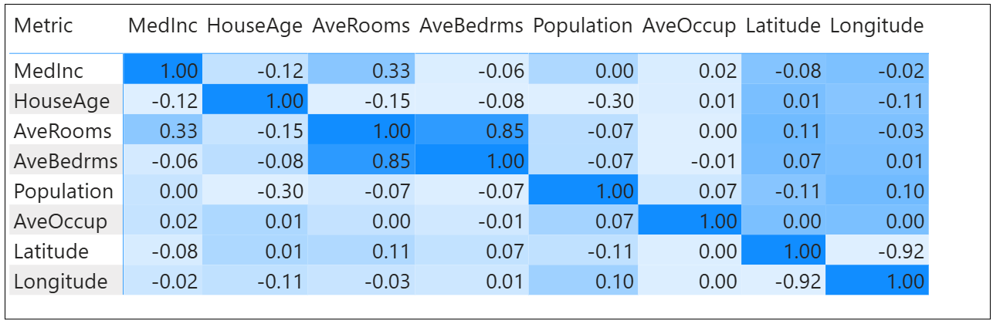 Metric MedInc HouseAge AveRooms AveBedrms Population AveOccup Latitude Longitude
MedInc 1.00 -0.12 0.33 -0.06 0.00 0.02 -0.08 -0.02
HouseAge -0.12 1.00 -0.15 -0.08 -0.30 0.01 0.01 -0.11
AveRooms 0.33 -0.15 1.00 0.85 -0.07 0.00 0.11 -0.03
AveBedrms -0.06 -0.08 0.85 1.00 -0.07 -0.01 0.07 0.01
Population 0.00 -0.30 -0.07 -0.07 1.00 0.07 -0.11 0.10
AveOccup 0.02 0.01 0.00 -0.01 0.07 1.00 0.00 0.00
Latitude -0.08 0.01 0.11 0.07 -0.11 0.00 1.00 -0.92
Longitude -0.02 -0.11 -0.03 0.01 0.10 0.00 -0.92 1.00